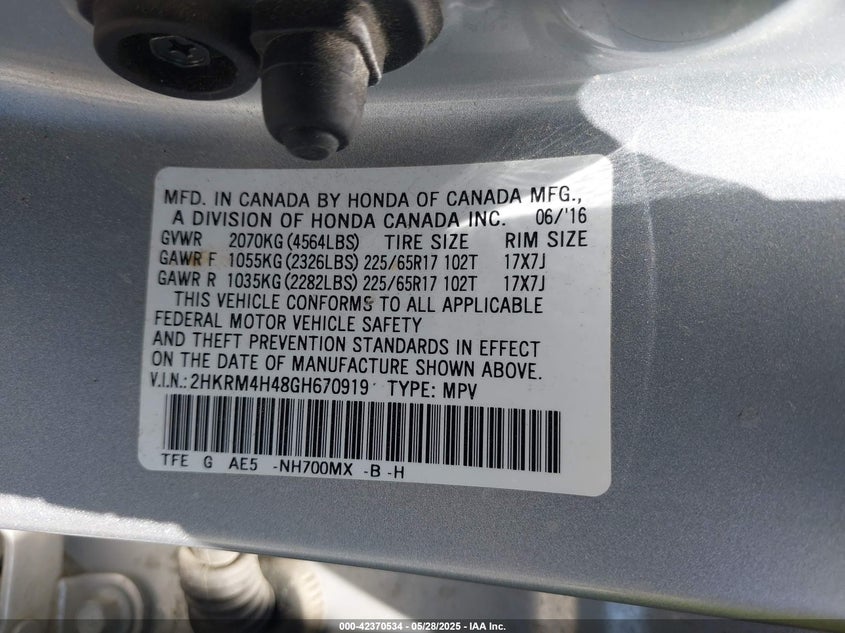 MFD. IN CANADA BY HONDA OF CANADA MFG.,
A DIVISION OF HONDA CANADA INC. 06/'16
GVWR 2070KG (4564LBS) TIRE SIZE RIM SIZE
GAWR F 1055KG (2326LBS) 225/65R17 102T 17X7J
GAWR R 1035KG (2282LBS) 225/65R17 102T 17X7J
THIS VEHICLE CONFORMS TO ALL APPLICABLE
FEDERAL MOTOR VEHICLE SAFETY
AND THEFT PREVENTION STANDARDS IN EFFECT
ON THE DATE OF MANUFACTURE SHOWN ABOVE.
V.I.N.: 2HKRM4H48GH670919 TYPE: MPV
TFE G AE5 -NH700MX -B -H
000-42370534 - 05/28/2025 - IAA Inc.